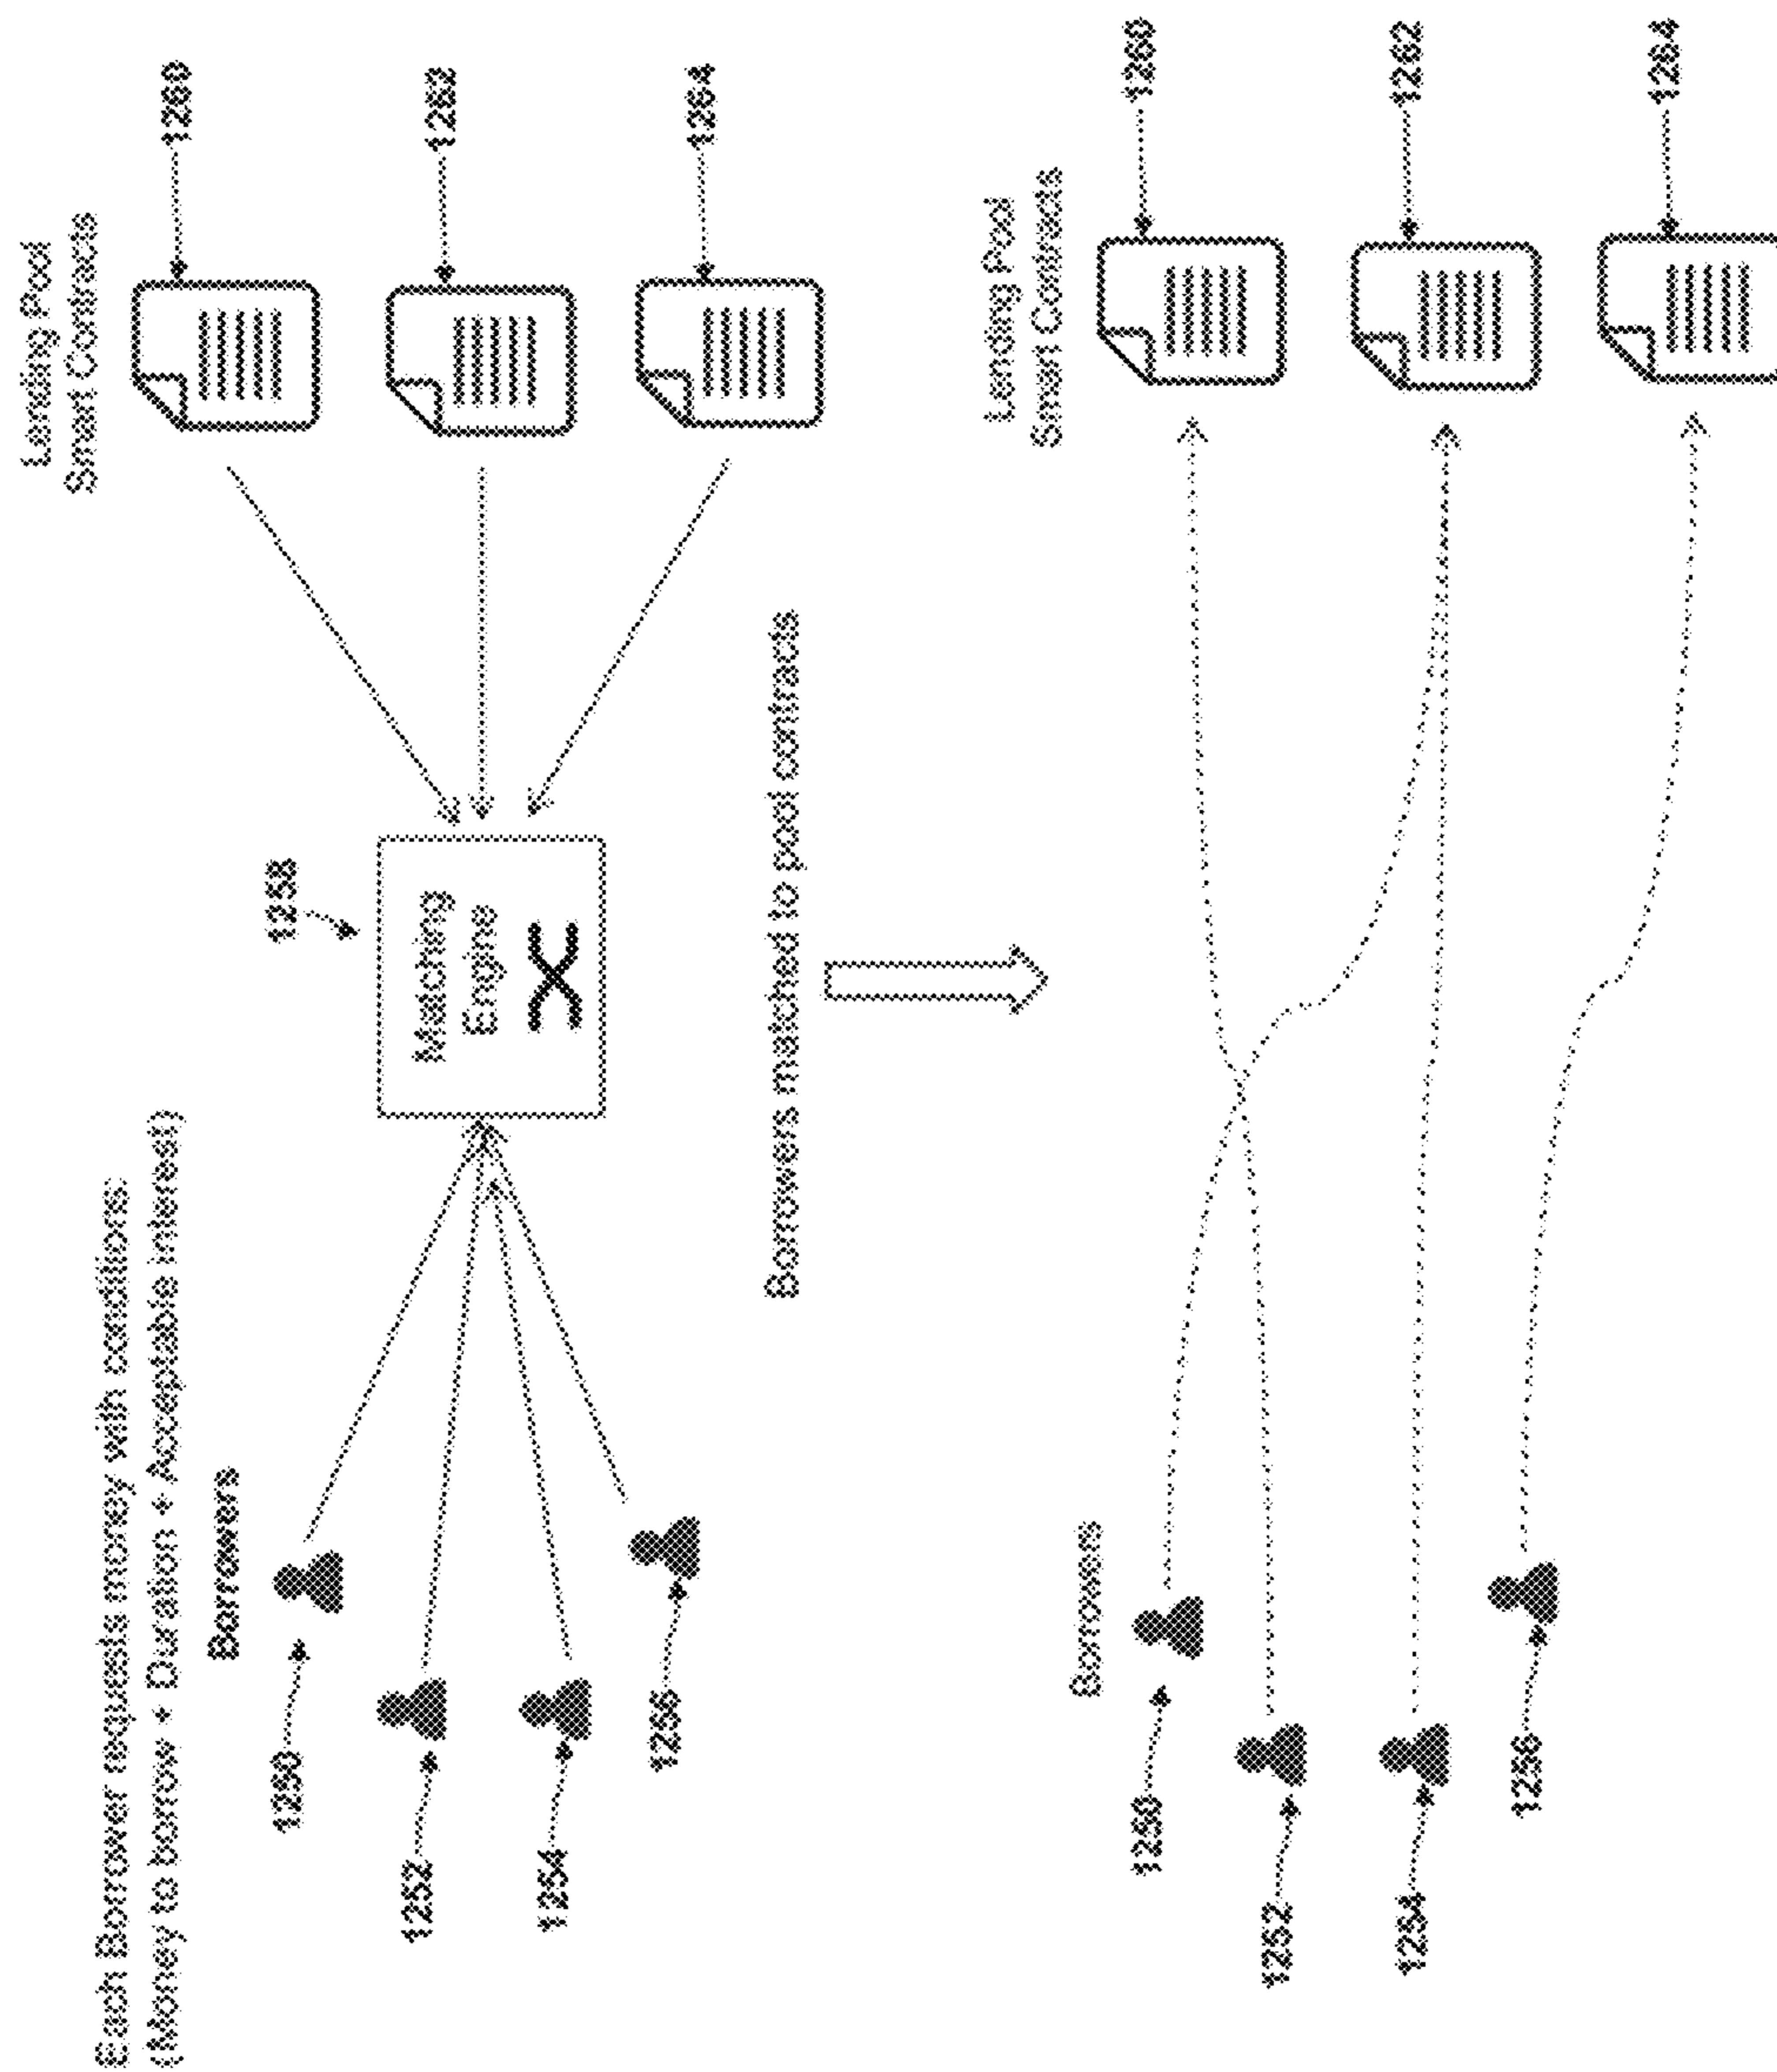 Each Borrower requests money with conditions:
(Money to borrow + Duration + Acceptable interest)
Borrowers
1250
1252
1254
1256
1258
Matching
Engine
Lending Pool
Smart Contracts
1260
1262
1264
Borrowers matched to pool contracts
Borrowers
1250
1252
1254
1256
Lending Pool
Smart Contracts
1260
1262
1264